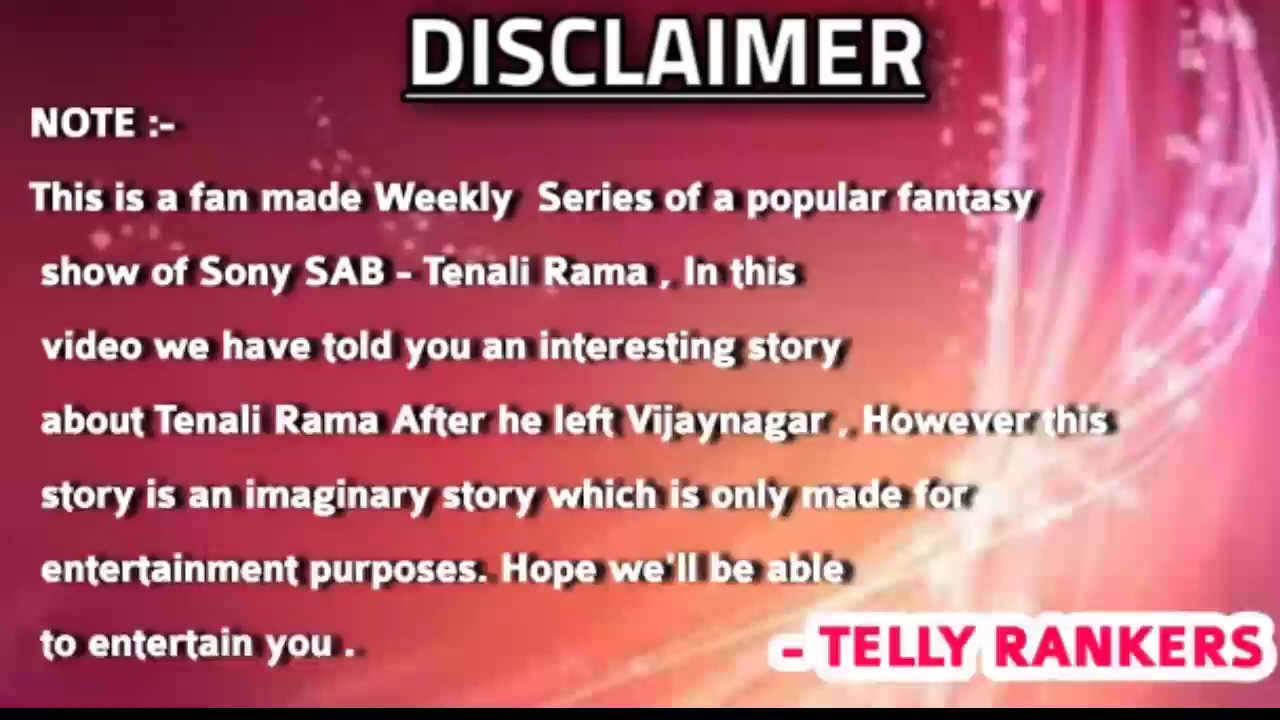 DISCLAIMER
NOTE :-
This is a fan made Weekly Series of a popular fantasy
show of Sony SAB - Tenali Rama , In this
video we have told you an interesting story
about Tenali Rama After he left Vijaynagar , However this
story is an imaginary story which is only made for
entertainment purposes. Hope we'll be able
to entertain you .
- TELLY RANKERS